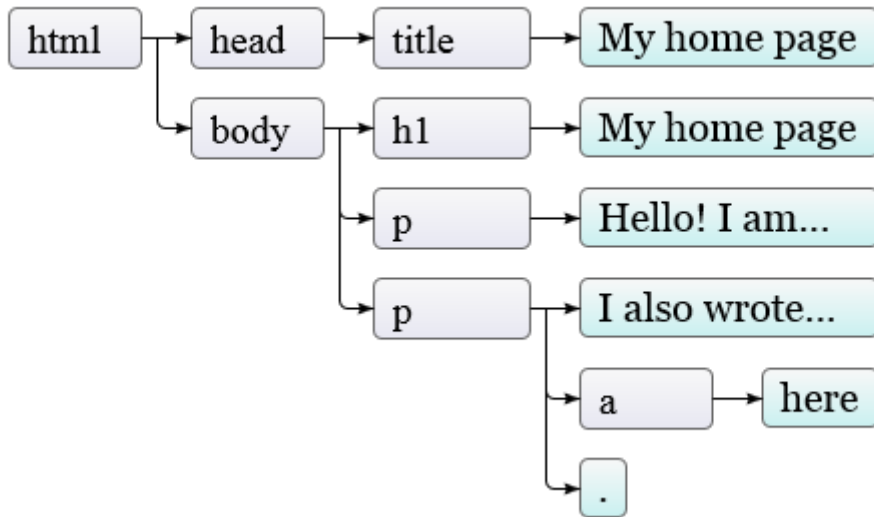 html head title My home page
body h1 My home page
p Hello! I am...
p I also wrote...
a here
.